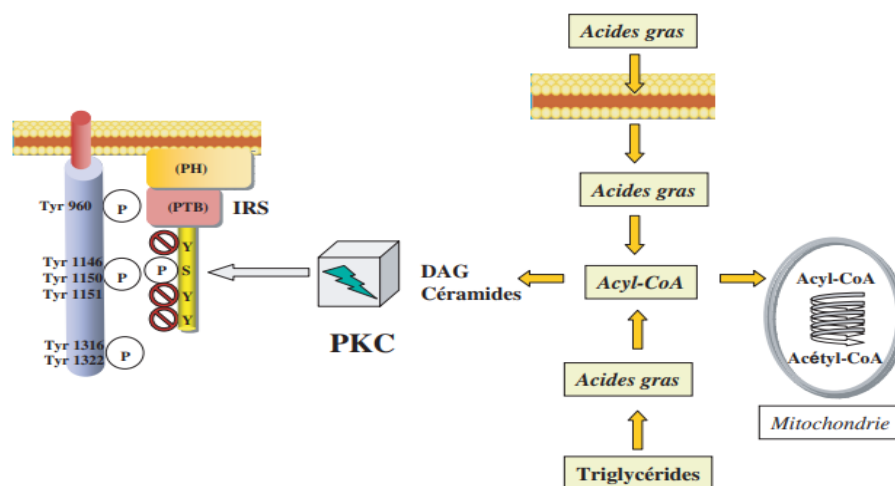 Acides gras
(PH)
Tyr 960
P
(PTB)
IRS
Acides gras
Y
Tyr 1146
Tyr 1150
Tyr 1151
P
P
S
Y
Y
PKC
DAG
Céramides
Acyl-CoA
Acyl-CoA
Acétyl-CoA
Tyr 1316
Tyr 1322
P
Acides gras
Mitochondrie
Triglycérides